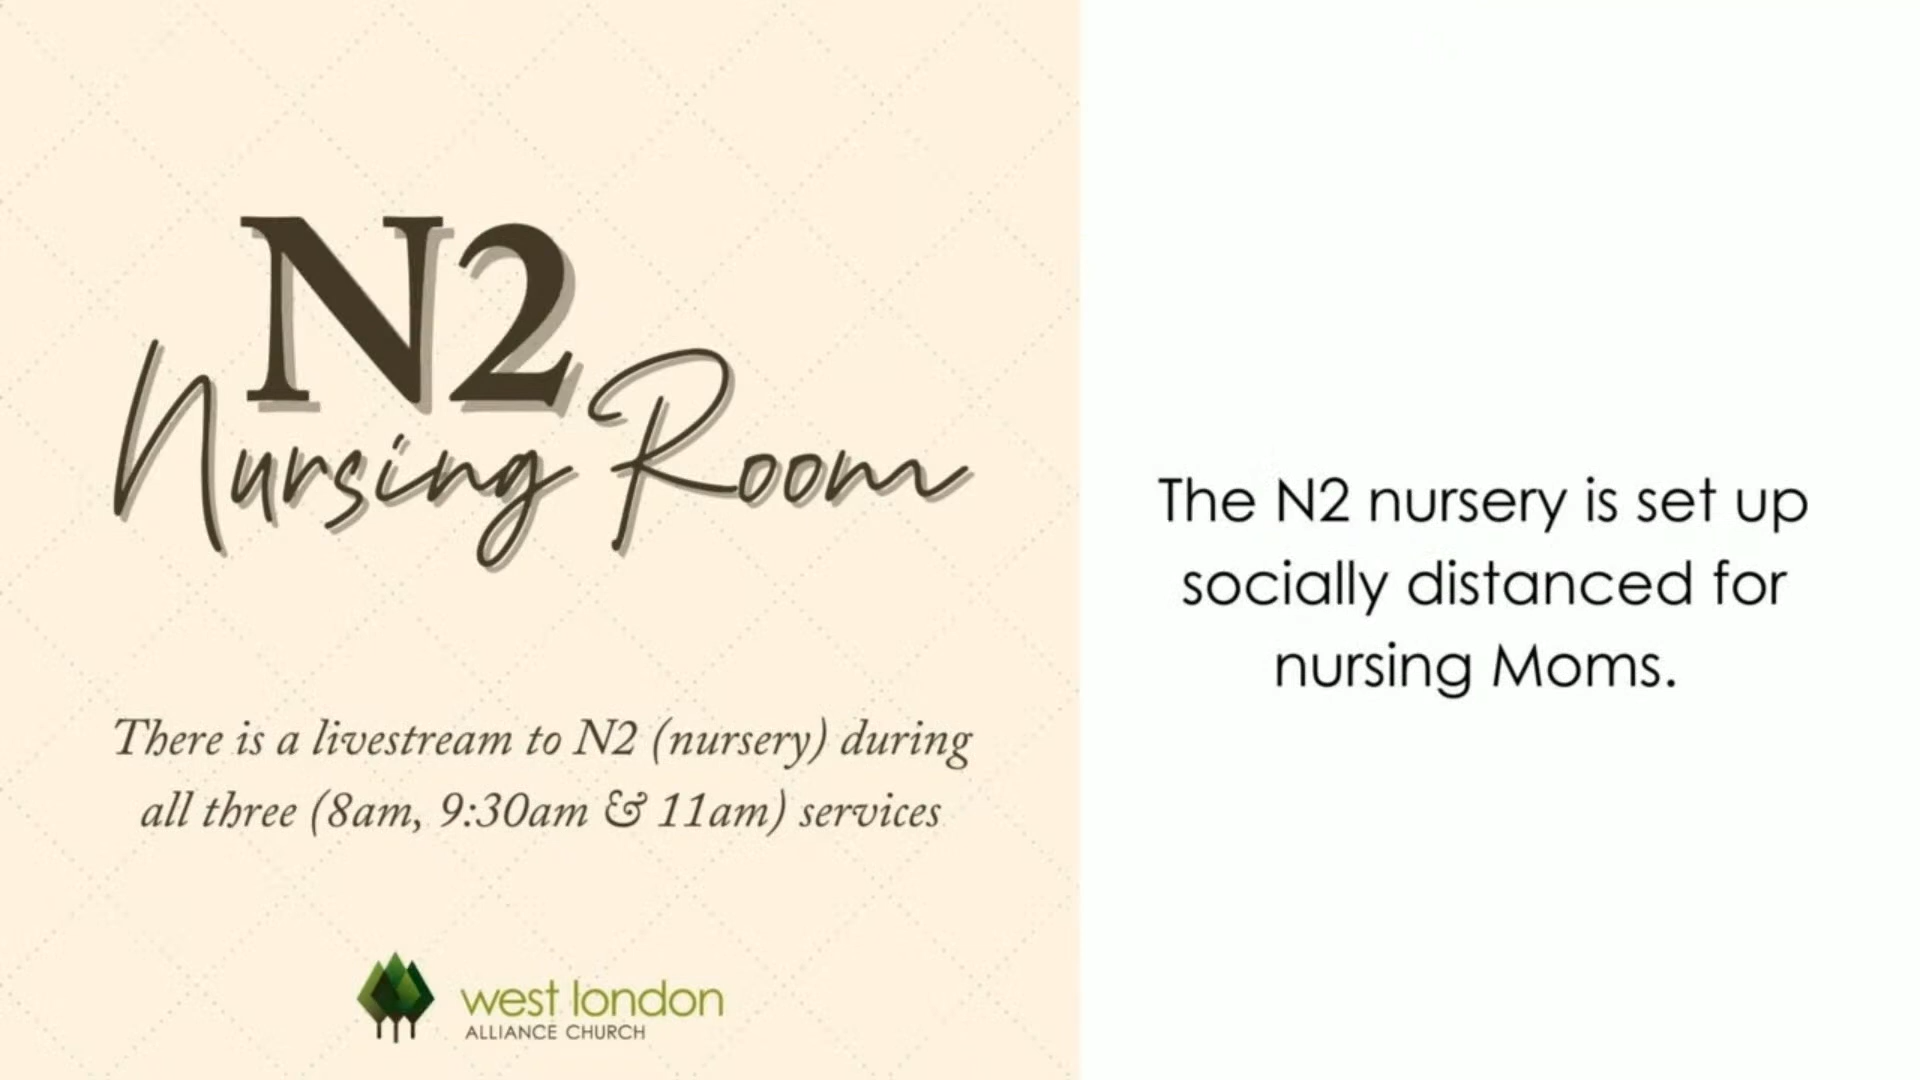 N2
Nursing Room
There is a livestream to N2 (nursery) during
all three (8am, 9:30am & 11am) services
west london
ALLIANCE CHURCH
The N2 nursery is set up
socially distanced for
nursing Moms.